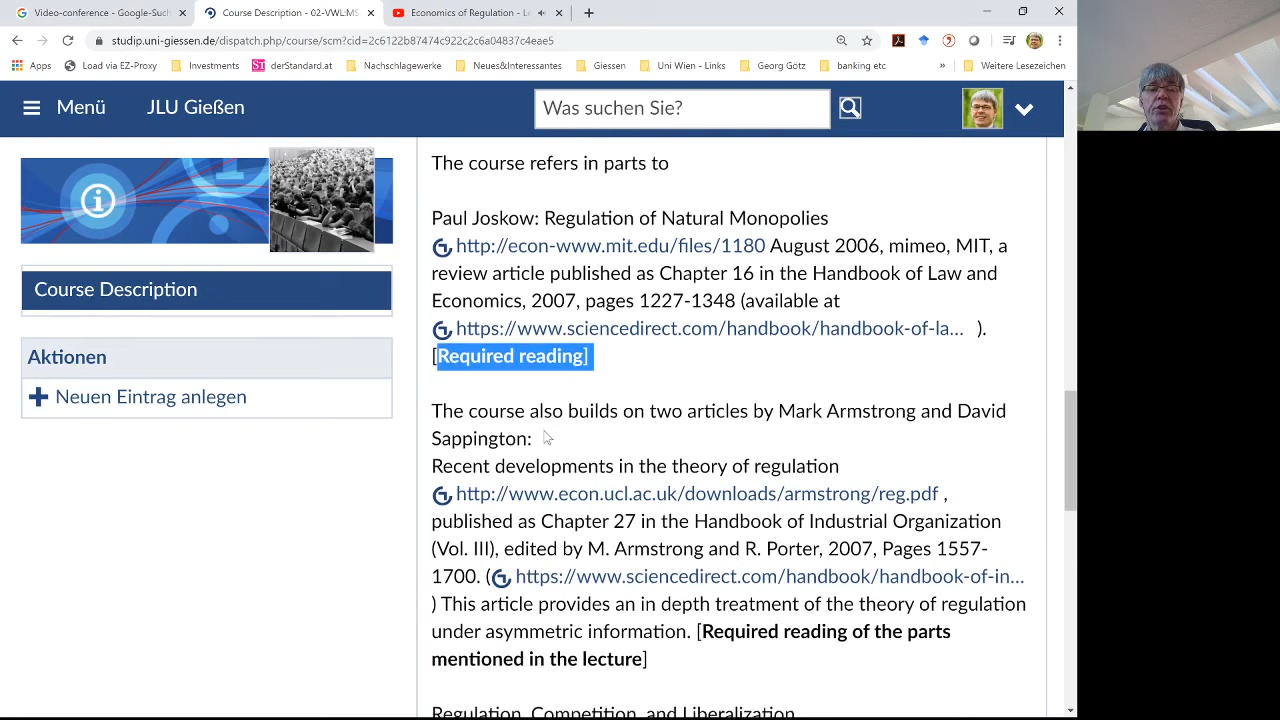 Video-conference - Google-Such
Course Description - 02-VWL:MS
Economics of Regulation - Le
studip.uni-giessen.de/dispatch.php/course/scm?cid=2c6122b87474c922c2c6a04837c4eae5
Apps
Load via EZ-Proxy
Investments
ST derStandard.at
Nachschlagewerke
Neues&Interessantes
Giessen
Uni Wien - Links
Georg Götz
banking etc
»
Weitere Lesezeichen
Menü
JLU Gießen
Was suchen Sie?
Course Description
Aktionen
Neuen Eintrag anlegen
The course refers in parts to
Paul Joskow: Regulation of Natural Monopolies
http://econ-www.mit.edu/files/1180 August 2006, mimeo, MIT, a
review article published as Chapter 16 in the Handbook of Law and
Economics, 2007, pages 1227-1348 (available at
https://www.sciencedirect.com/handbook/handbook-of-la... ).
[Required reading]
The course also builds on two articles by Mark Armstrong and David
Sappington:
Recent developments in the theory of regulation
http://www.econ.ucl.ac.uk/downloads/armstrong/reg.pdf ,
published as Chapter 27 in the Handbook of Industrial Organization
(Vol. III), edited by M. Armstrong and R. Porter, 2007, Pages 1557-
1700. (https://www.sciencedirect.com/handbook/handbook-of-in...
) This article provides an in depth treatment of the theory of regulation
under asymmetric information. [Required reading of the parts
mentioned in the lecture]
Regulation, Competition, and Liberalization